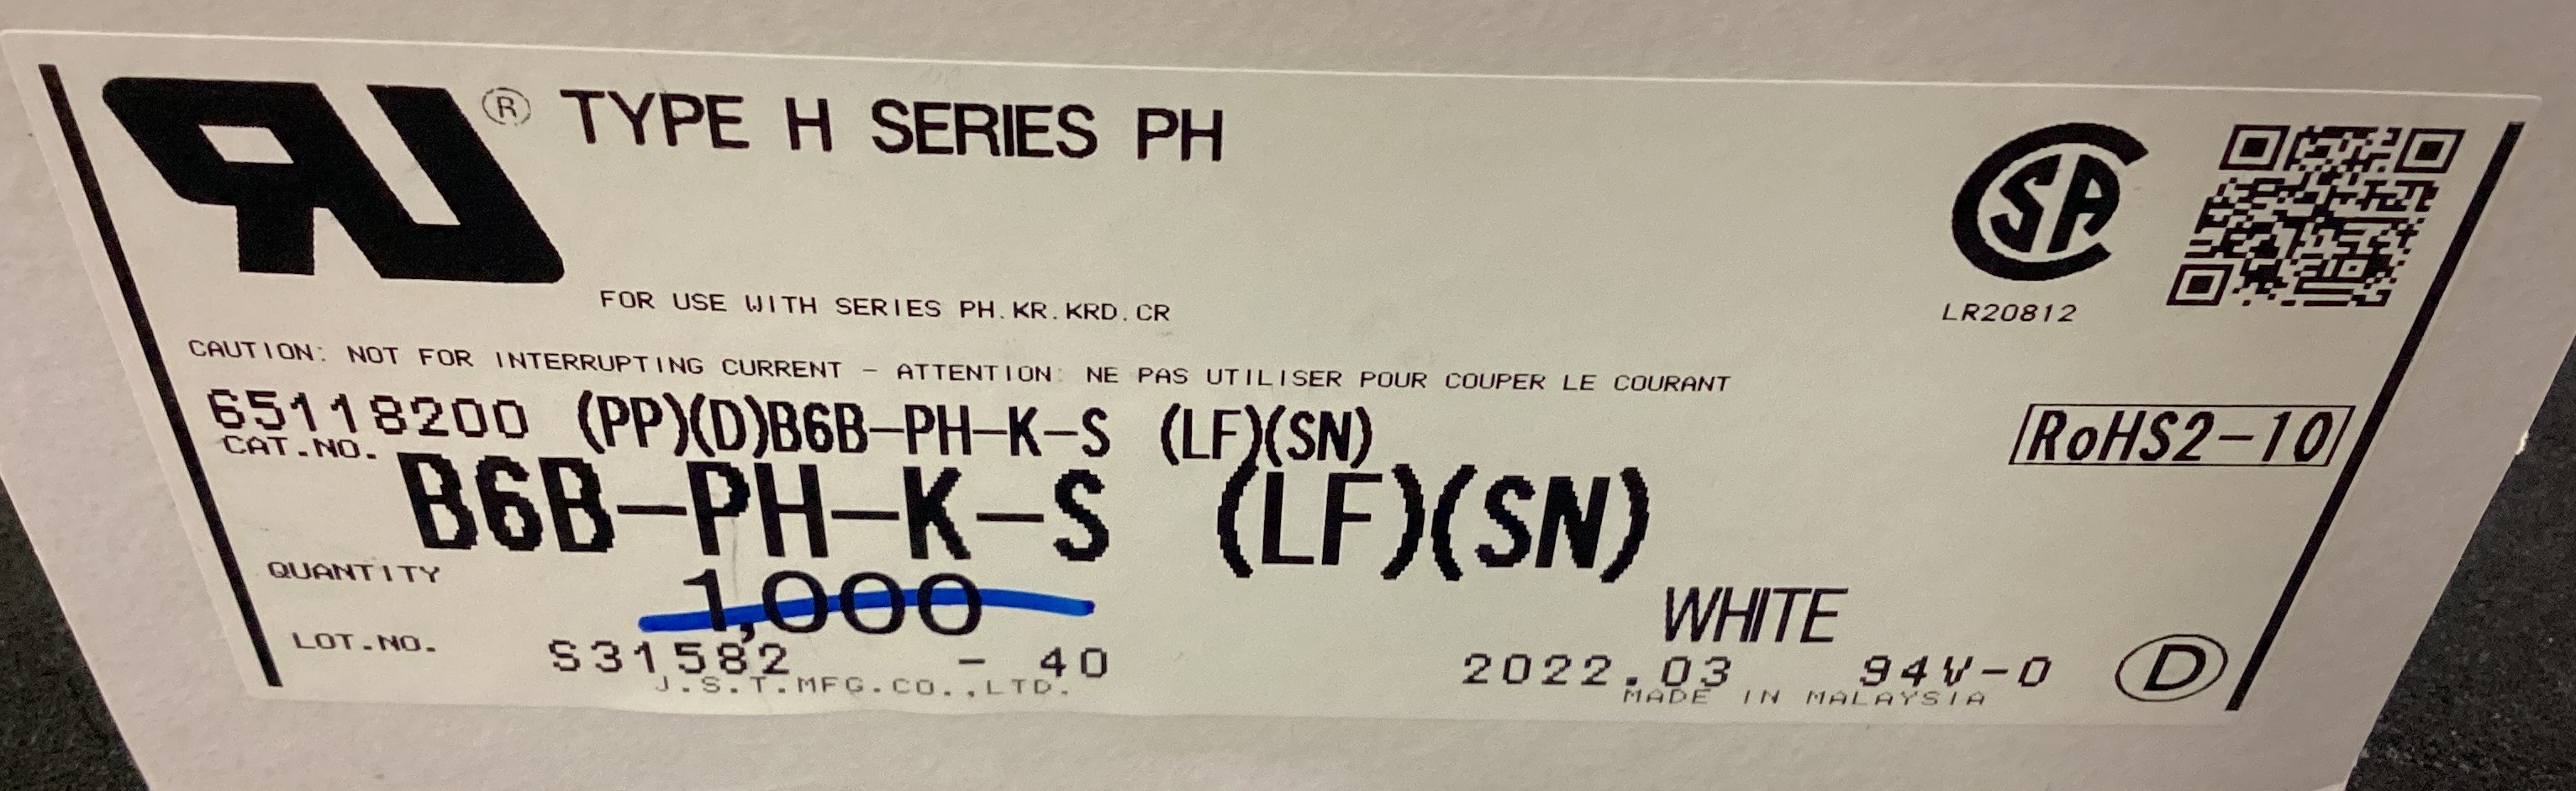 RU® TYPE H SERIES PH
CSA
LR20812
FOR USE WITH SERIES PH.KR.KRD.CR
CAUTION: NOT FOR INTERRUPTING CURRENT - ATTENTION: NE PAS UTILISER POUR COUPER LE COURANT
65118200 (PP)(D)B6B-PH-K-S (LF)(SN)
RoHS2-10
CAT.NO.
B6B-PH-K-S (LF)(SN)
QUANTITY 1,000
WHITE
LOT.NO. S31582 - 40 2022.03 94V-0 D
J.S.T.MFG.CO.,LTD. MADE IN MALAYSIA